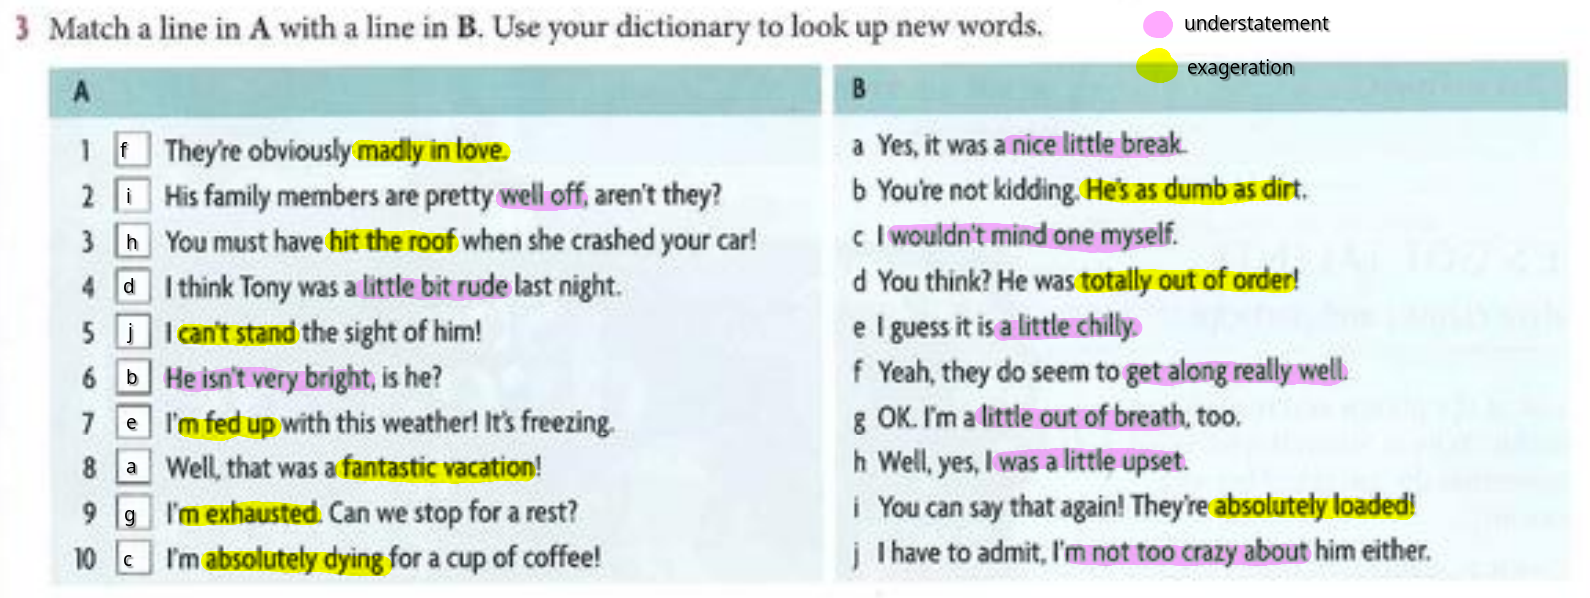 3 Match a line in A with a line in B. Use your dictionary to look up new words.
understatement
exageration
A
1 f They're obviously madly in love.
2 i His family members are pretty well off, aren't they?
3 h You must have hit the roof when she crashed your car!
4 d I think Tony was a little bit rude last night.
5 j I can't stand the sight of him!
6 b He isn't very bright, is he?
7 e I'm fed up with this weather! It's freezing.
8 a Well, that was a fantastic vacation!
9 g I'm exhausted. Can we stop for a rest?
10 c I'm absolutely dying for a cup of coffee!
B
a Yes, it was a nice little break.
b You're not kidding. He's as dumb as dirt.
c I wouldn't mind one myself.
d You think? He was totally out of order!
e I guess it is a little chilly.
f Yeah, they do seem to get along really well.
g OK. I'm a little out of breath, too.
h Well, yes, I was a little upset.
i You can say that again! They're absolutely loaded!
j I have to admit, I'm not too crazy about him either.